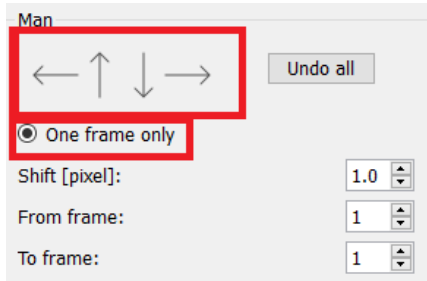 Man
Undo all
One frame only
Shift [pixel]: 1.0
From frame: 1
To frame: 1